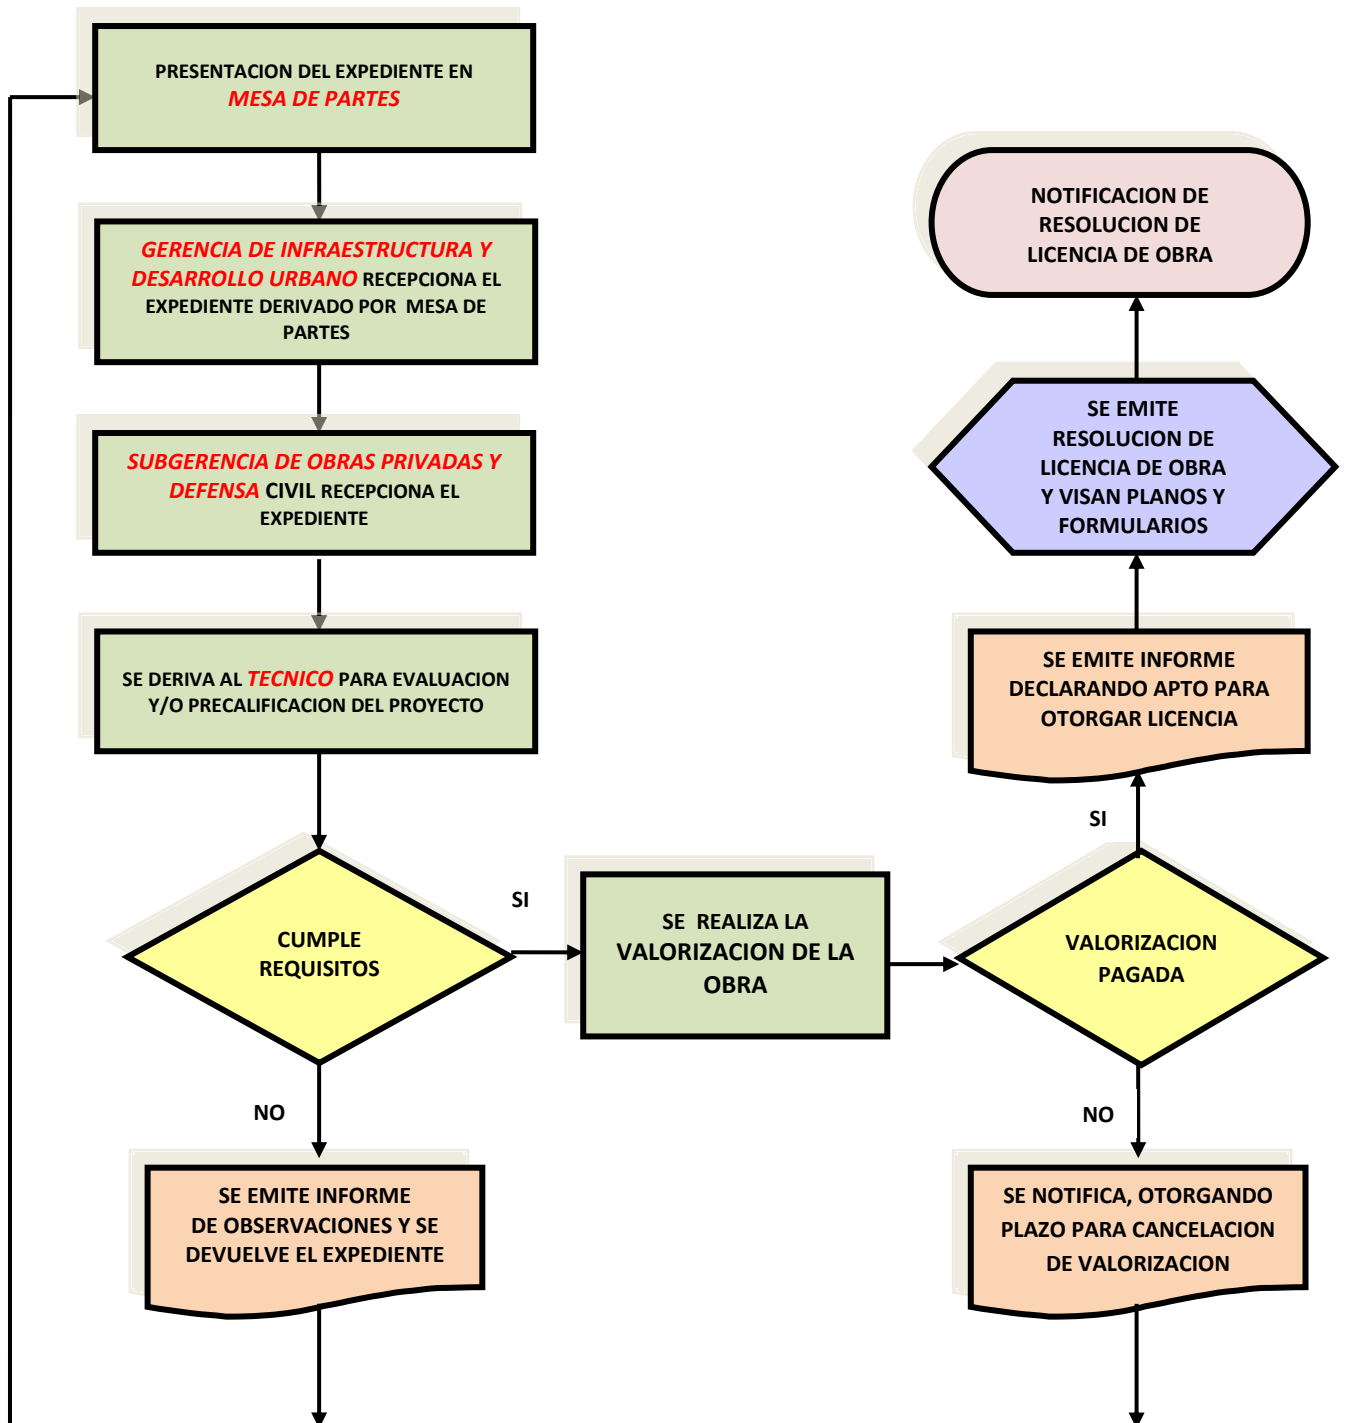 PRESENTACION DEL EXPEDIENTE EN
MESA DE PARTES
GERENCIA DE INFRAESTRUCTURA Y
DESARROLLO URBANO RECEPCIONA EL
EXPEDIENTE DERIVADO POR MESA DE
PARTES
SUBGERENCIA DE OBRAS PRIVADAS Y
DEFENSA CIVIL RECEPCIONA EL
EXPEDIENTE
SE DERIVA AL TECNICO PARA EVALUACION
Y/O PRECALIFICACION DEL PROYECTO
CUMPLE
REQUISITOS
NO
SE EMITE INFORME
DE OBSERVACIONES Y SE
DEVUELVE EL EXPEDIENTE
SI
SE REALIZA LA
VALORIZACION DE LA
OBRA
VALORIZACION
PAGADA
NO
SE NOTIFICA, OTORGANDO
PLAZO PARA CANCELACION
DE VALORIZACION
SI
SE EMITE INFORME
DECLARANDO APTO PARA
OTORGAR LICENCIA
SE EMITE
RESOLUCION DE
LICENCIA DE OBRA
Y VISAN PLANOS Y
FORMULARIOS
NOTIFICACION DE
RESOLUCION DE
LICENCIA DE OBRA